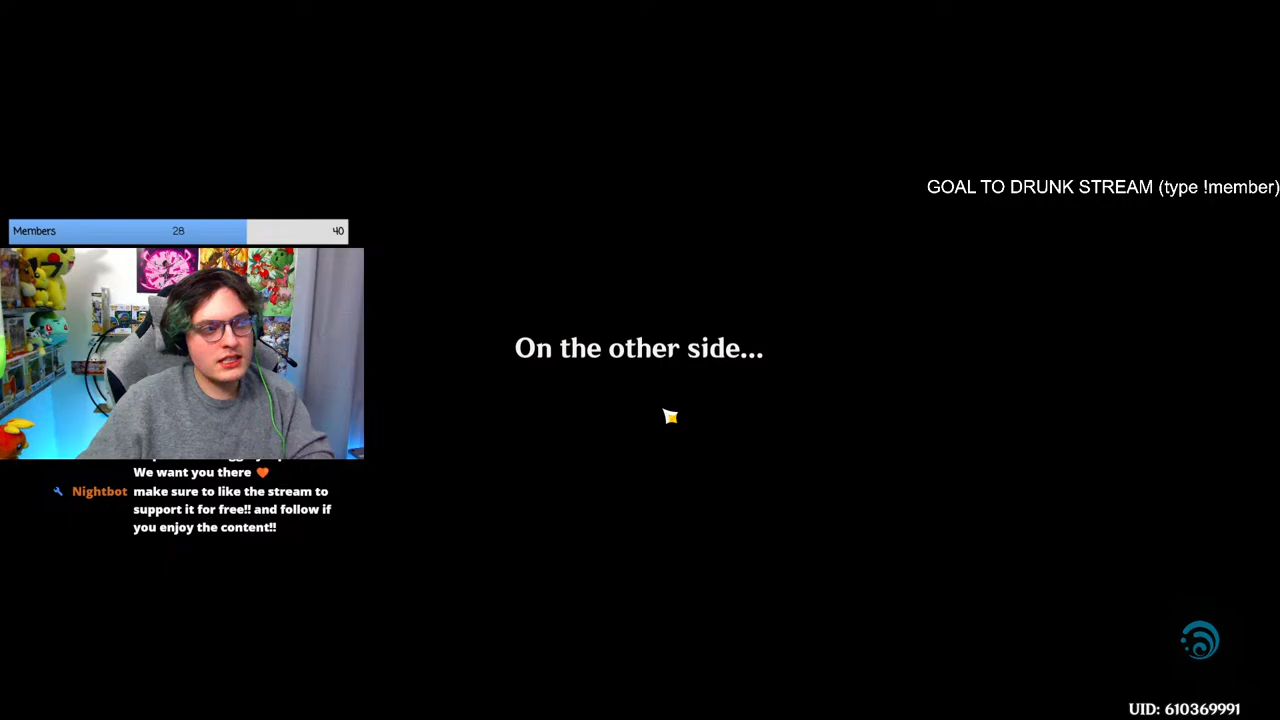 GOAL TO DRUNK STREAM (type !member)
Members 28 40
On the other side...
We want you there
Nightbot make sure to like the stream to
support it for free!! and follow if
you enjoy the content!!
UID: 610369991